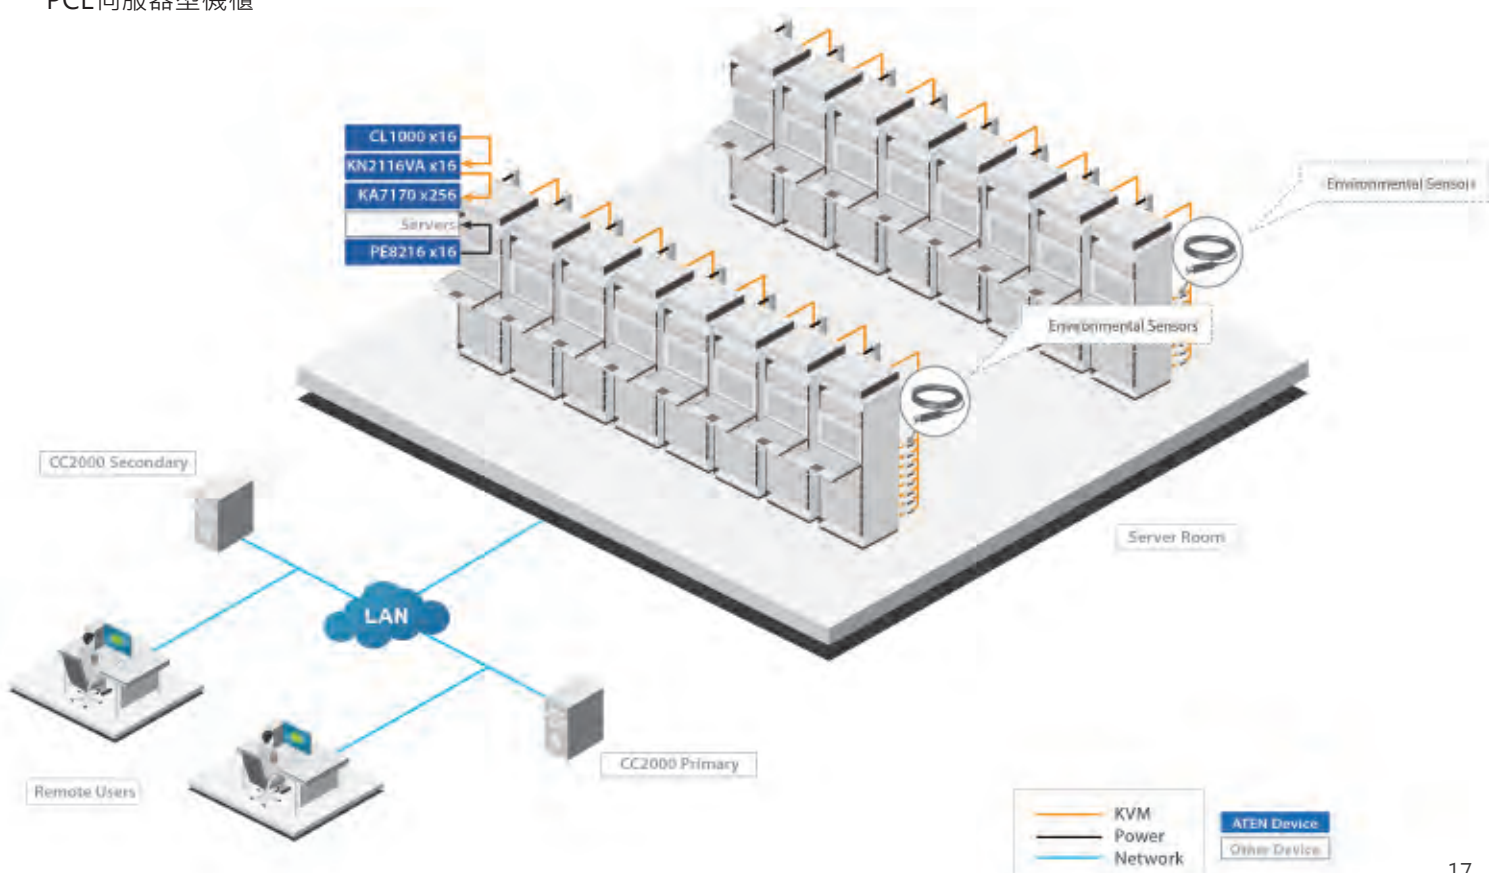 PCE伺服器型機櫃
CL1000 x16
KN2116VA x16
KA7170 x256
Servers
PE8216 x16
Environmental Sensors
Environmental Sensors
CC2000 Secondary
Server Room
LAN
CC2000 Primary
Remote Users
KVM
Power
Network
ATEN Device
Other Device
17